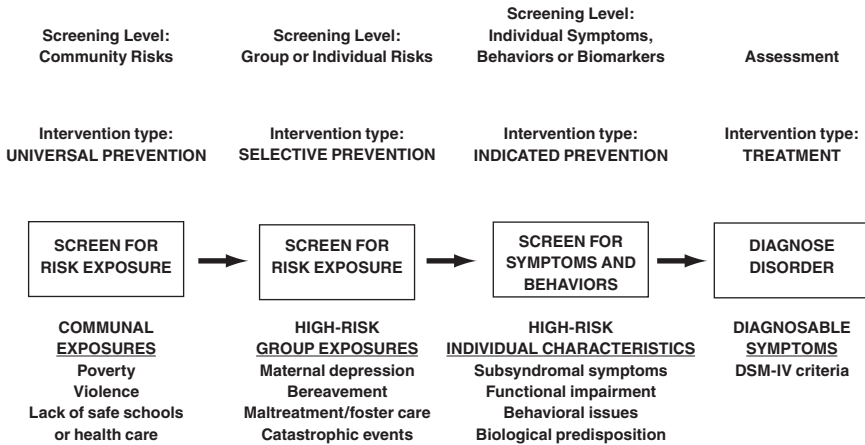 Screening Level:
Community Risks
Screening Level:
Group or Individual Risks
Screening Level:
Individual Symptoms,
Behaviors or Biomarkers
Assessment
Intervention type:
UNIVERSAL PREVENTION
Intervention type:
SELECTIVE PREVENTION
Intervention type:
INDICATED PREVENTION
Intervention type:
TREATMENT
SCREEN FOR
RISK EXPOSURE
SCREEN FOR
RISK EXPOSURE
SCREEN FOR
SYMPTOMS AND
BEHAVIORS
DIAGNOSE
DISORDER
COMMUNAL
EXPOSURES
Poverty
Violence
Lack of safe schools
or health care
HIGH-RISK
GROUP EXPOSURES
Maternal depression
Bereavement
Maltreatment/foster care
Catastrophic events
HIGH-RISK
INDIVIDUAL CHARACTERISTICS
Subsyndromal symptoms
Functional impairment
Behavioral issues
Biological predisposition
DIAGNOSABLE
SYMPTOMS
DSM-IV criteria